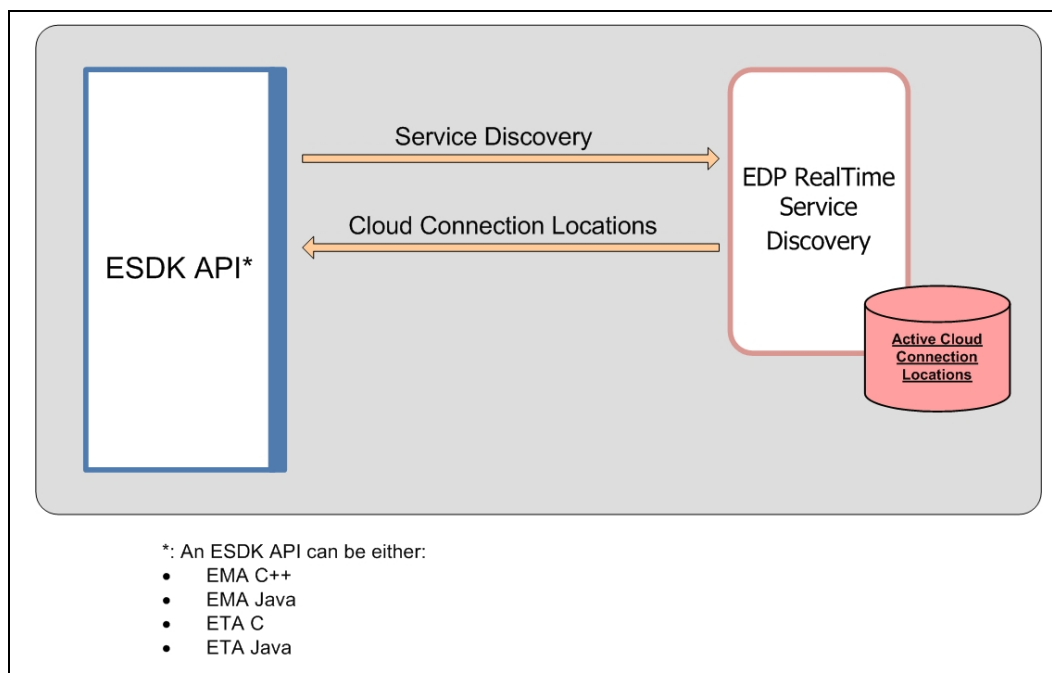 Service Discovery
Cloud Connection Locations
ESDK API*
EDP RealTime
Service
Discovery
Active Cloud
Connection
Locations
*: An ESDK API can be either:
• EMA C++
• EMA Java
• ETA C
• ETA Java